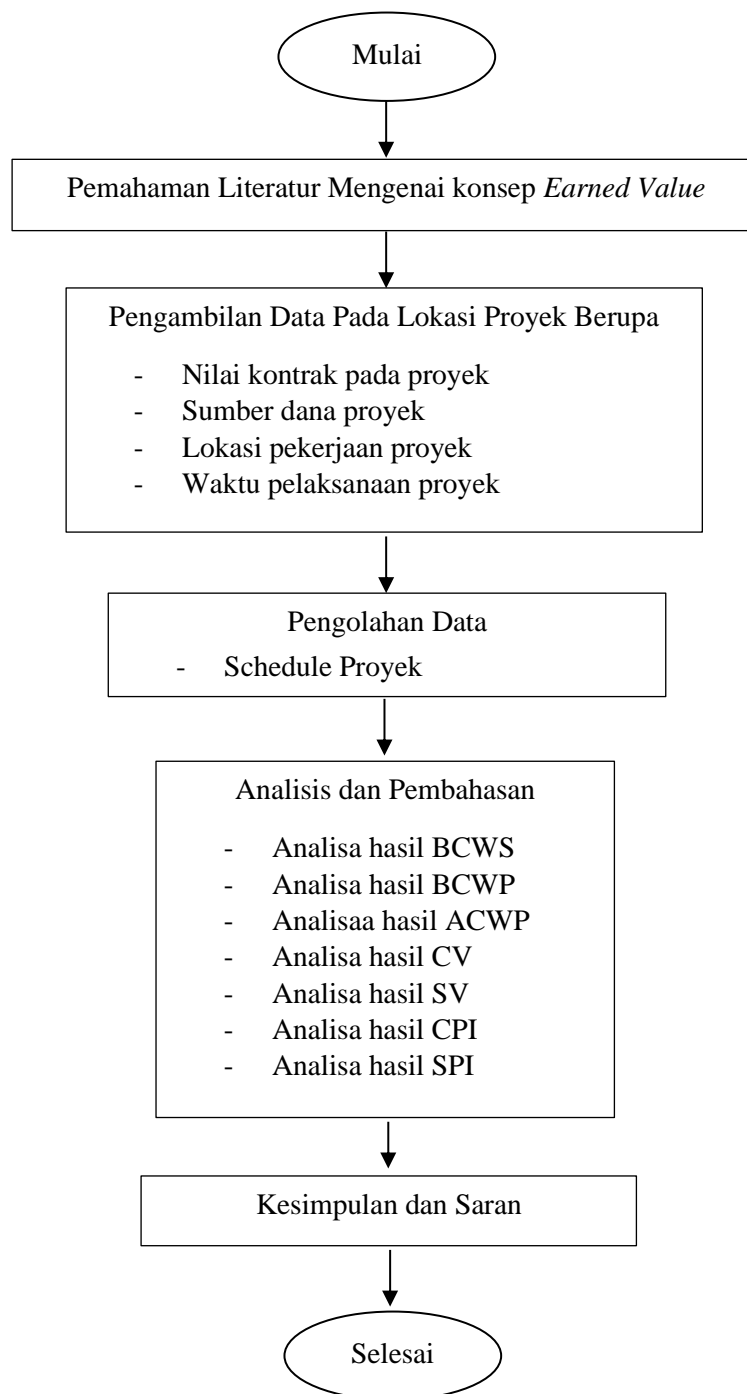 Mulai
Pemahaman Literatur Mengenai konsep Earned Value
Pengambilan Data Pada Lokasi Proyek Berupa
- Nilai kontrak pada proyek
- Sumber dana proyek
- Lokasi pekerjaan proyek
- Waktu pelaksanaan proyek
Pengolahan Data
- Schedule Proyek
Analisis dan Pembahasan
- Analisa hasil BCWS
- Analisa hasil BCWP
- Analisaa hasil ACWP
- Analisa hasil CV
- Analisa hasil SV
- Analisa hasil CPI
- Analisa hasil SPI
Kesimpulan dan Saran
Selesai